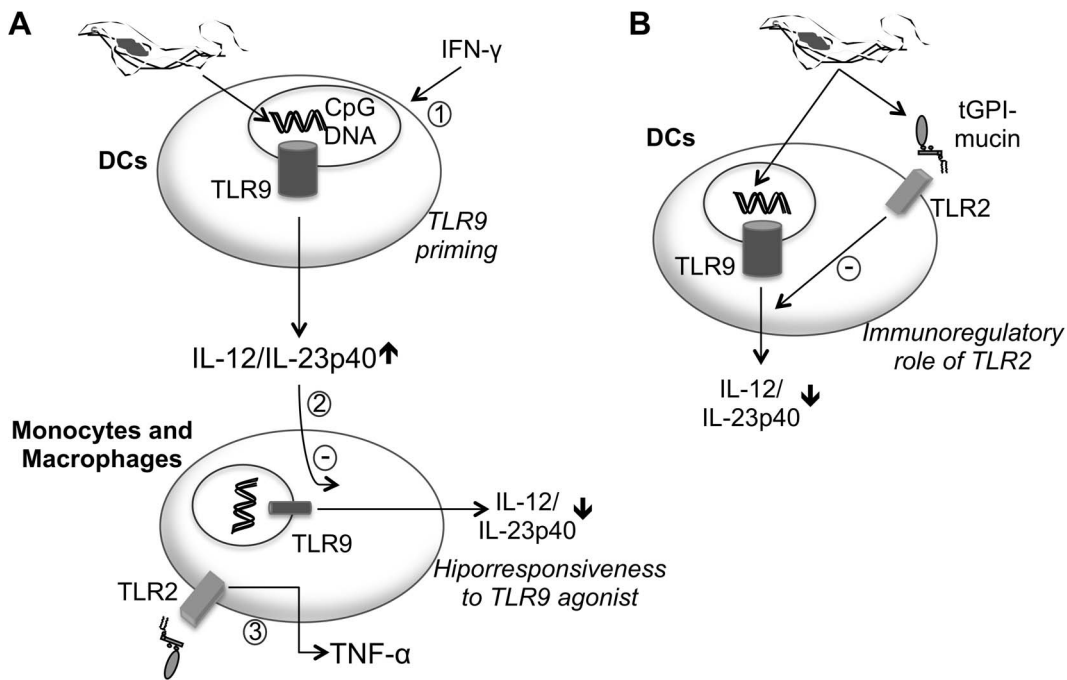 A
IFN-γ
1
CpG
DNA
DCs
TLR9
TLR9
priming
IL-12/IL-23p40
2
Monocytes and
Macrophages
-
TLR9
IL-12/
IL-23p40
Hiporresponsiveness
to TLR9 agonist
TLR2
3
TNF-α
B
tGPI-
mucin
DCs
TLR2
TLR9
-
Immunoregulatory
role of TLR2
IL-12/
IL-23p40